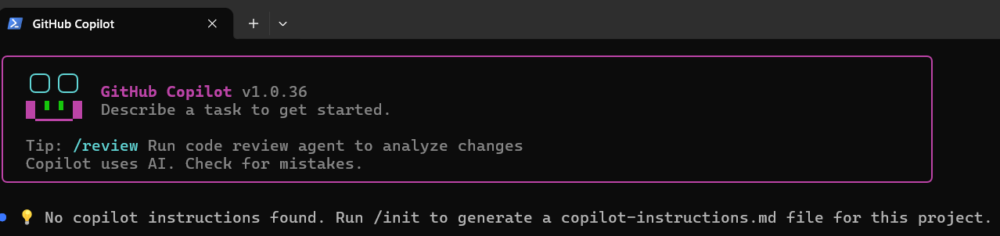 GitHub Copilot
GitHub Copilot v1.0.36
Describe a task to get started.
Tip: /review Run code review agent to analyze changes
Copilot uses AI. Check for mistakes.
No copilot instructions found. Run /init to generate a copilot-instructions.md file for this project.